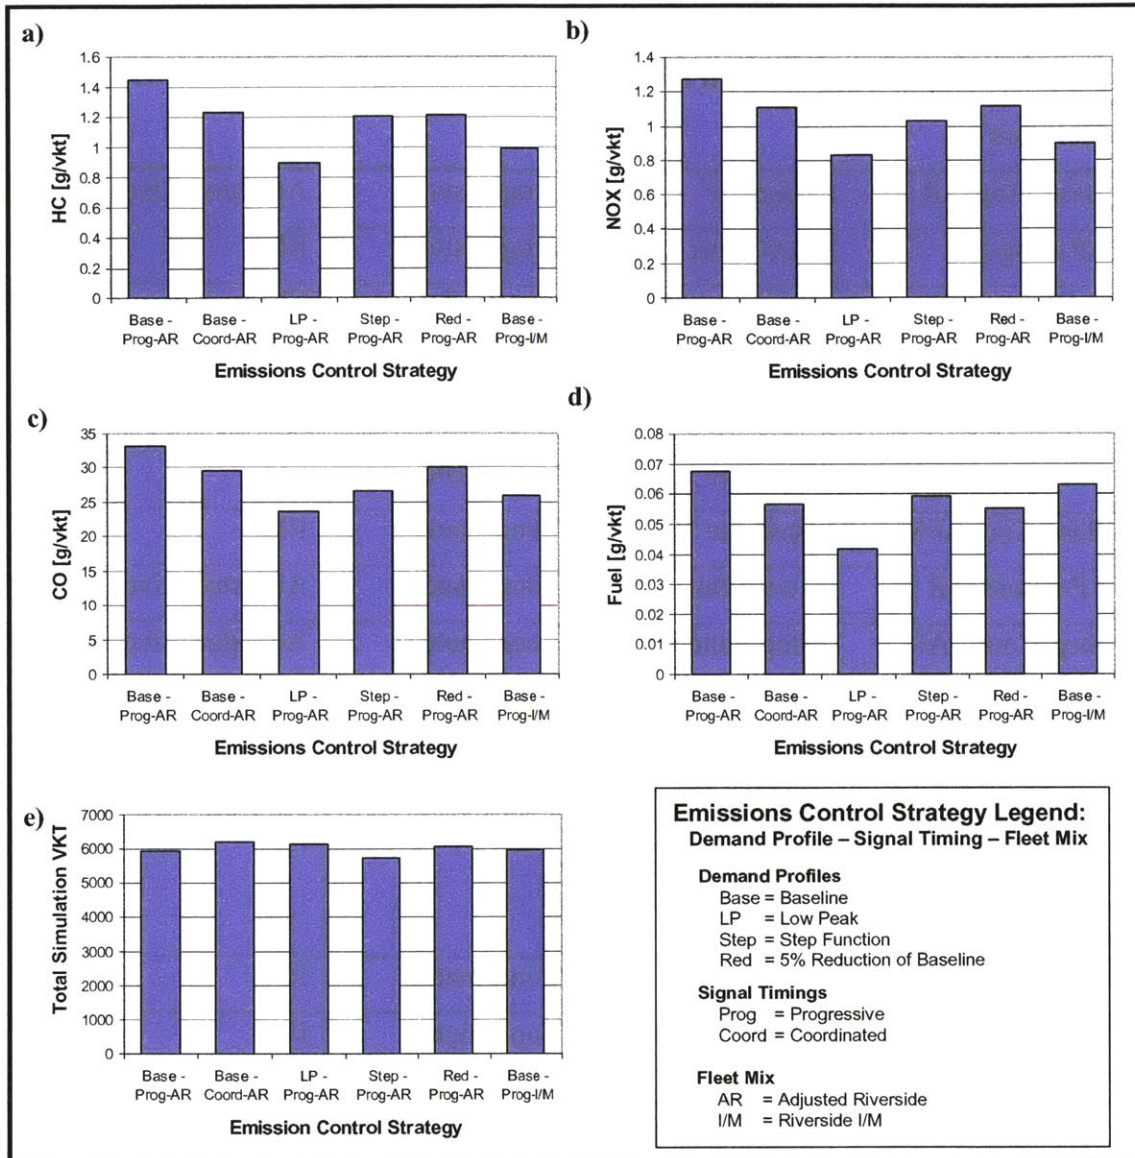 a)
1.6
1.4
1.2
1
0.8
0.6
0.4
0.2
0
HC [g/vkt]
Base - Prog-AR
Base - Coord-AR
LP - Prog-AR
Step - Prog-AR
Red - Prog-AR
Base - Prog-I/M
Emissions Control Strategy
b)
1.4
1.2
1
0.8
0.6
0.4
0.2
0
NOX [g/vkt]
Base - Prog-AR
Base - Coord-AR
LP - Prog-AR
Step - Prog-AR
Red - Prog-AR
Base - Prog-I/M
Emissions Control Strategy
c)
35
30
25
20
15
10
5
0
CO [g/vkt]
Base - Prog-AR
Base - Coord-AR
LP - Prog-AR
Step - Prog-AR
Red - Prog-AR
Base - Prog-I/M
Emissions Control Strategy
d)
0.08
0.07
0.06
0.05
0.04
0.03
0.02
0.01
0
Fuel [g/vkt]
Base - Prog-AR
Base - Coord-AR
LP - Prog-AR
Step - Prog-AR
Red - Prog-AR
Base - Prog-I/M
Emissions Control Strategy
e)
7000
6000
5000
4000
3000
2000
1000
0
Total Simulation VKT
Base - Prog-AR
Base - Coord-AR
LP - Prog-AR
Step - Prog-AR
Red - Prog-AR
Base - Prog-I/M
Emission Control Strategy
Emissions Control Strategy Legend:
Demand Profile – Signal Timing – Fleet Mix
Demand Profiles
Base = Baseline
LP = Low Peak
Step = Step Function
Red = 5% Reduction of Baseline
Signal Timings
Prog = Progressive
Coord = Coordinated
Fleet Mix
AR = Adjusted Riverside
I/M = Riverside I/M